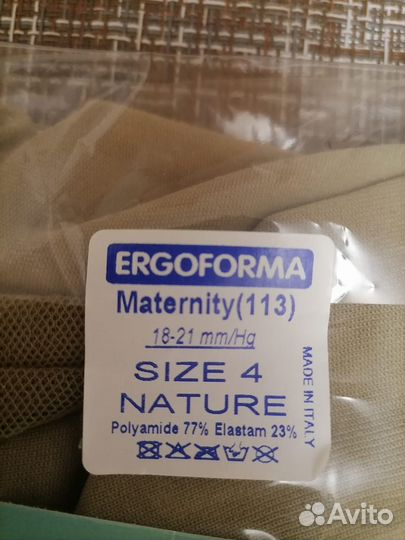 ERGOFORMA
Maternity(113)
18-21 mm/Hg
SIZE 4
NATURE
Polyamide 77% Elastam 23%
MADE IN ITALY
Avito